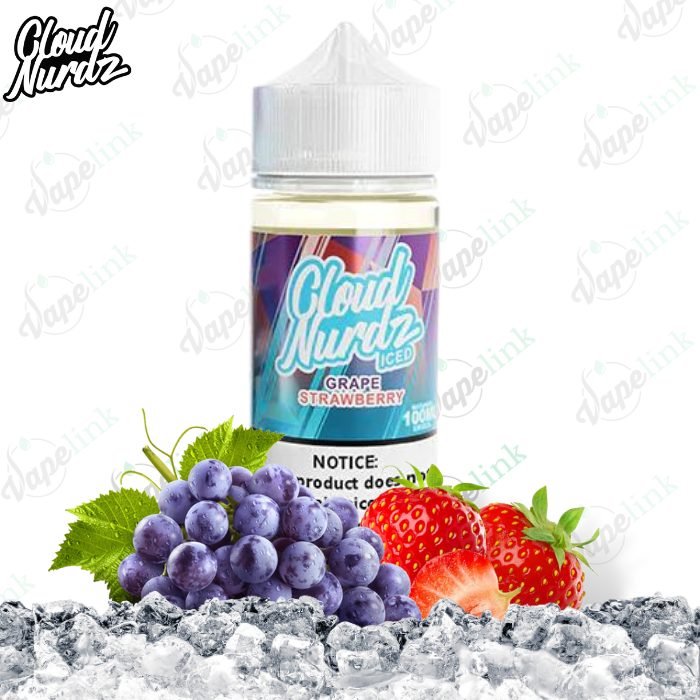 Cloud
Nurdz
Cloud
Nurdz
ICED
GRAPE
STRAWBERRY
100ML
NOTICE:
product does
Vapelink